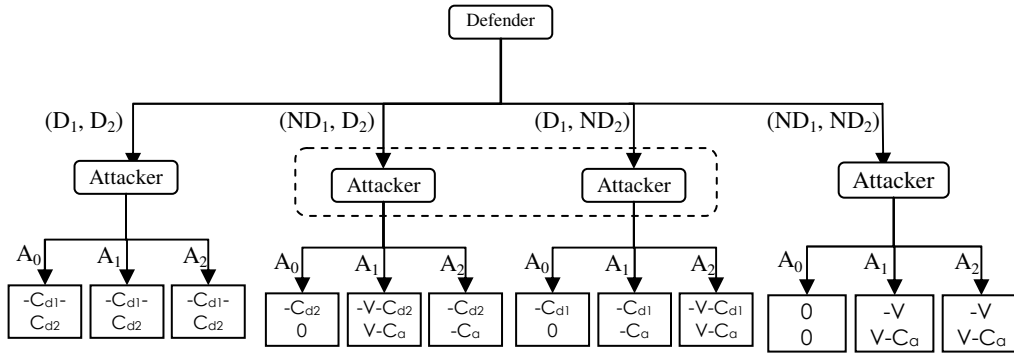 Defender
(D₁, D₂)
(ND₁, D₂)
(D₁, ND₂)
(ND₁, ND₂)
Attacker
Attacker
Attacker
Attacker
A₀
A₁
A₂
A₀
A₁
A₂
A₀
A₁
A₂
A₀
A₁
A₂
-Cd1-
Cd2
-Cd1-
Cd2
-Cd1-
Cd2
-Cd2
0
-V-Cd2
V-Ca
-Cd2
-Ca
-Cd1
0
-Cd1
-Ca
-V-Cd1
V-Ca
0
0
-V
V-Ca
-V
V-Ca